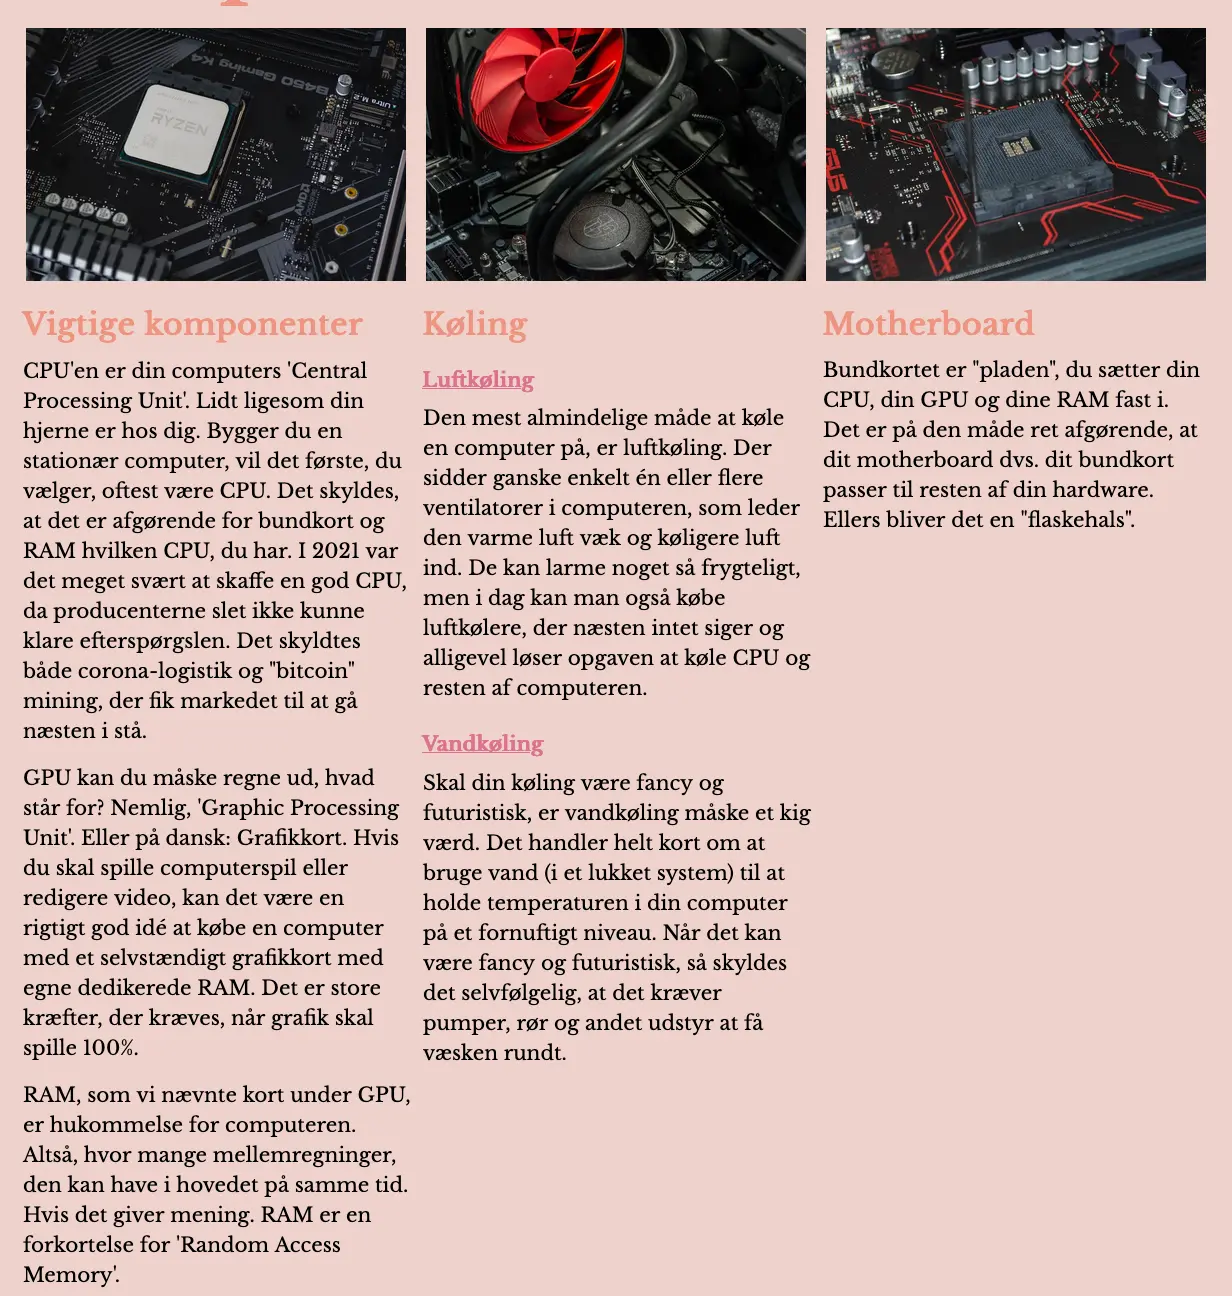 B450 Gaming K4
Ultra M.2
RYZEN
AMD
Vigtige komponenter
CPU'en er din computers 'Central
Processing Unit'. Lidt ligesom din
hjerne er hos dig. Bygger du en
stationær computer, vil det første, du
vælger, oftest være CPU. Det skyldes,
at det er afgørende for bundkort og
RAM hvilken CPU, du har. I 2021 var
det meget svært at skaffe en god CPU,
da producenterne slet ikke kunne
klare efterspørgslen. Det skyldtes
både corona-logistik og "bitcoin"
mining, der fik markedet til at gå
næsten i stå.
GPU kan du måske regne ud, hvad
står for? Nemlig, 'Graphic Processing
Unit'. Eller på dansk: Grafikkort. Hvis
du skal spille computerspil eller
redigere video, kan det være en
rigtigt god idé at købe en computer
med et selvstændigt grafikkort med
egne dedikerede RAM. Det er store
kræfter, der kræves, når grafik skal
spille 100%.
RAM, som vi nævnte kort under GPU,
er hukommelse for computeren.
Altså, hvor mange mellemregninger,
den kan have i hovedet på samme tid.
Hvis det giver mening. RAM er en
forkortelse for 'Random Access
Memory'.
Køling
Luftkøling
Den mest almindelige måde at køle
en computer på, er luftkøling. Der
sidder ganske enkelt én eller flere
ventilatorer i computeren, som leder
den varme luft væk og køligere luft
ind. De kan larme noget så frygteligt,
men i dag kan man også købe
luftkølere, der næsten intet siger og
alligevel løser opgaven at køle CPU og
resten af computeren.
Vandkøling
Skal din køling være fancy og
futuristisk, er vandkøling måske et kig
værd. Det handler helt kort om at
bruge vand (i et lukket system) til at
holde temperaturen i din computer
på et fornuftigt niveau. Når det kan
være fancy og futuristisk, så skyldes
det selvfølgelig, at det kræver
pumper, rør og andet udstyr at få
væsken rundt.
Motherboard
Bundkortet er "pladen", du sætter din
CPU, din GPU og dine RAM fast i.
Det er på den måde ret afgørende, at
dit motherboard dvs. dit bundkort
passer til resten af din hardware.
Ellers bliver det en "flaskehals".